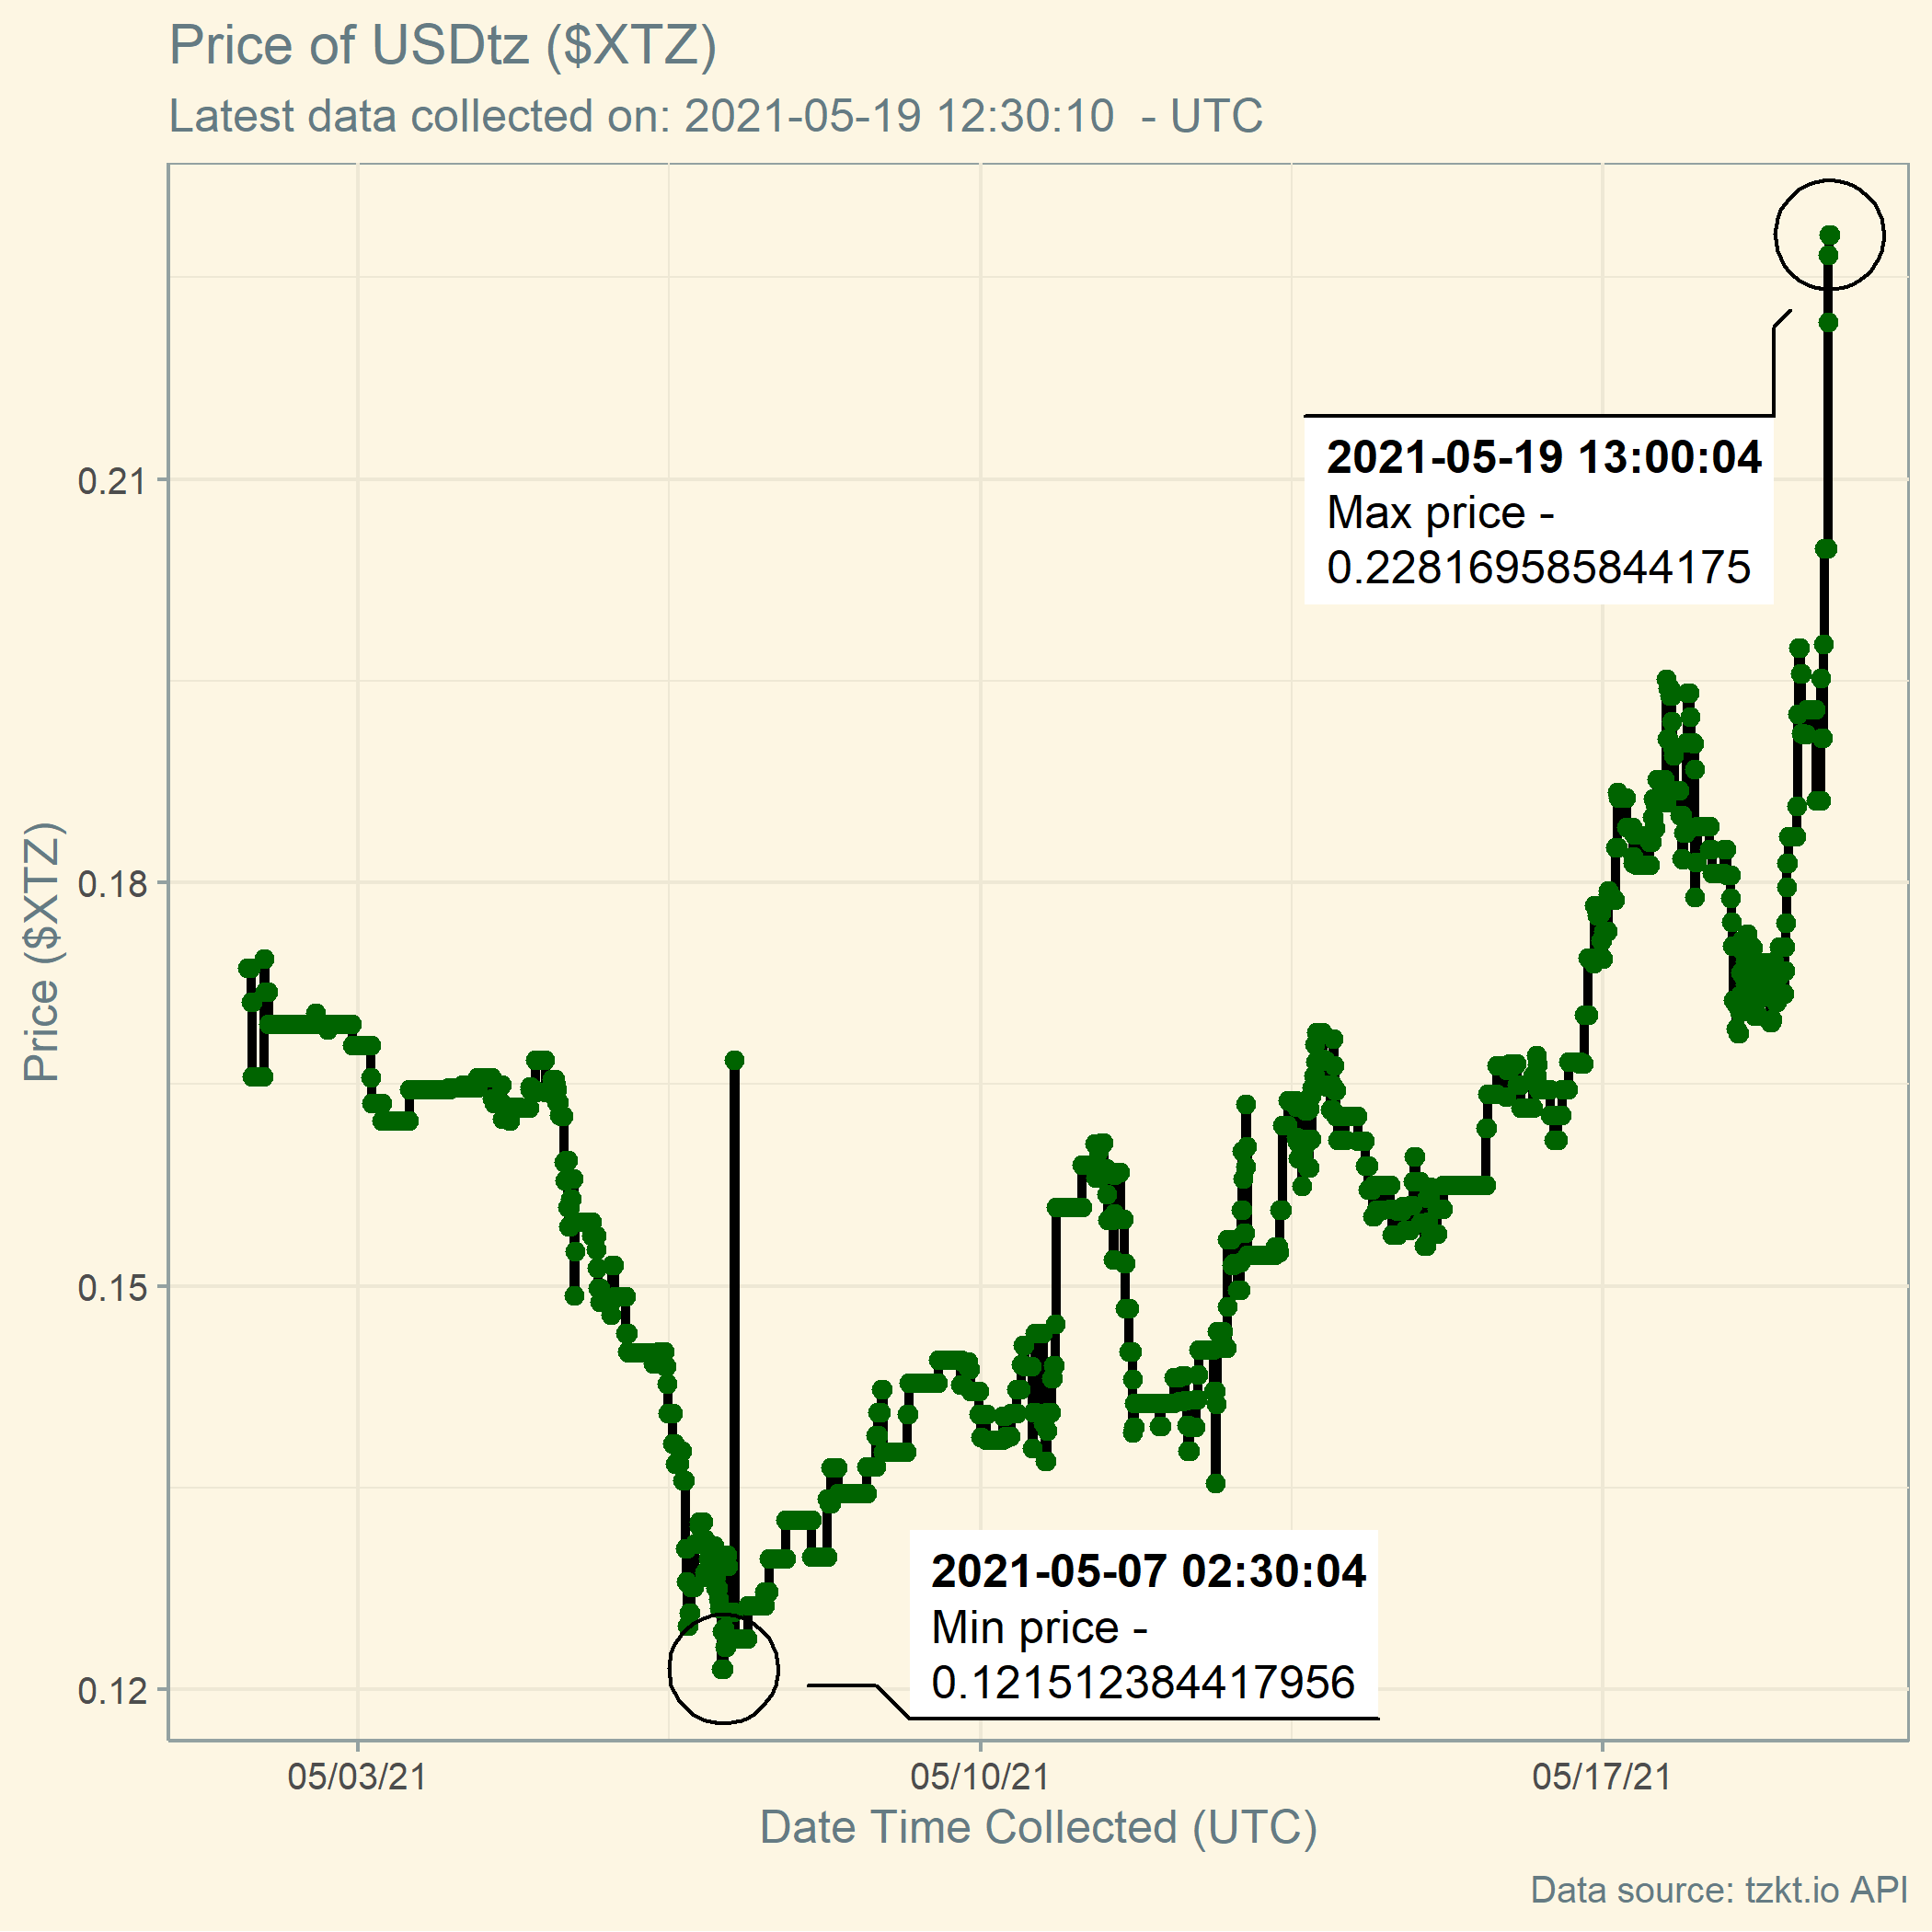 Price of USDtz ($XTZ)
Latest data collected on: 2021-05-19 12:30:10  - UTC
2021-05-19 13:00:04
Max price -
0.228169585844175
0.21
0.18
0.15
0.12
Price ($XTZ)
2021-05-07 02:30:04
Min price -
0.121512384417956
05/03/21
05/10/21
05/17/21
Date Time Collected (UTC)
Data source: tzkt.io API